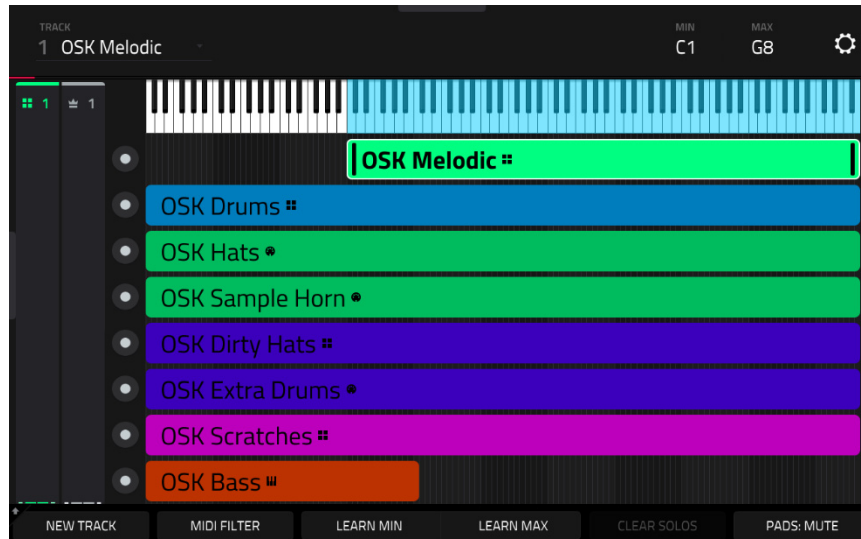 TRACK
1 OSK Melodic
MIN
C1
MAX
G8
1
1
OSK Melodic
OSK Drums
OSK Hats
OSK Sample Horn
OSK Dirty Hats
OSK Extra Drums
OSK Scratches
OSK Bass
NEW TRACK
MIDI FILTER
LEARN MIN
LEARN MAX
CLEAR SOLOS
PADS: MUTE